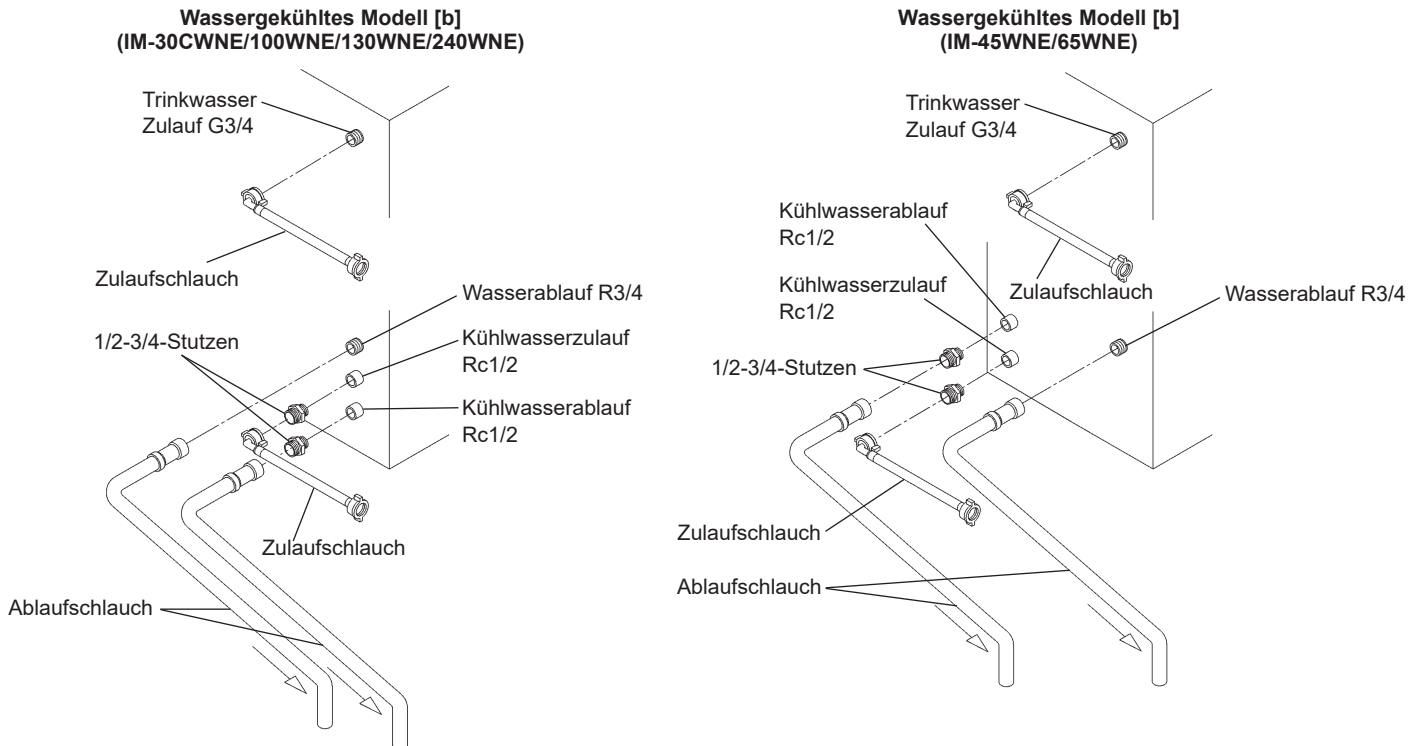 Wassergekühltes Modell [b]
(IM-30CWNE/100WNE/130WNE/240WNE)
Trinkwasser
Zulauf G3/4
Zulaufschlauch
Wasserablauf R3/4
1/2-3/4-Stutzen
Kühlwasserzulauf
Rc1/2
Kühlwasserablauf
Rc1/2
Zulaufschlauch
Ablaufschlauch
Wassergekühltes Modell [b]
(IM-45WNE/65WNE)
Trinkwasser
Zulauf G3/4
Kühlwasserablauf
Rc1/2
Kühlwasserzulauf
Rc1/2
Zulaufschlauch
Wasserablauf R3/4
1/2-3/4-Stutzen
Zulaufschlauch
Ablaufschlauch